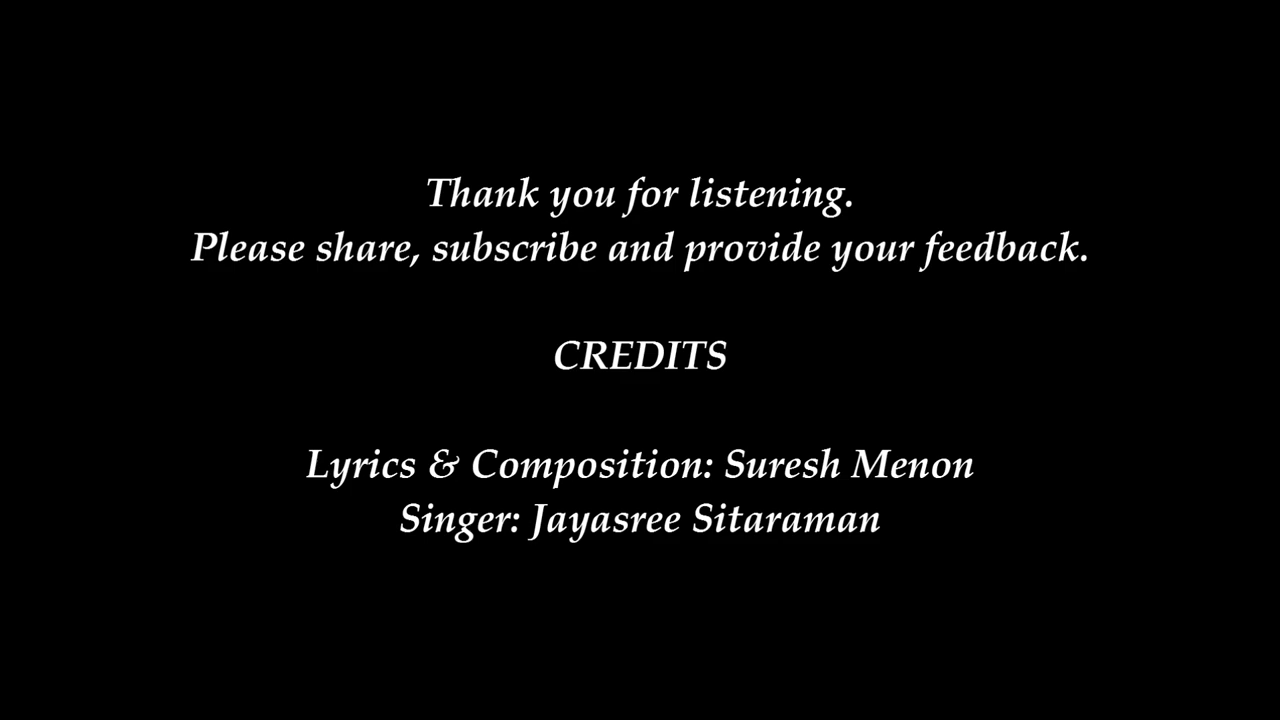 Thank you for listening.
Please share, subscribe and provide your feedback.
CREDITS
Lyrics & Composition: Suresh Menon
Singer: Jayasree Sitaraman